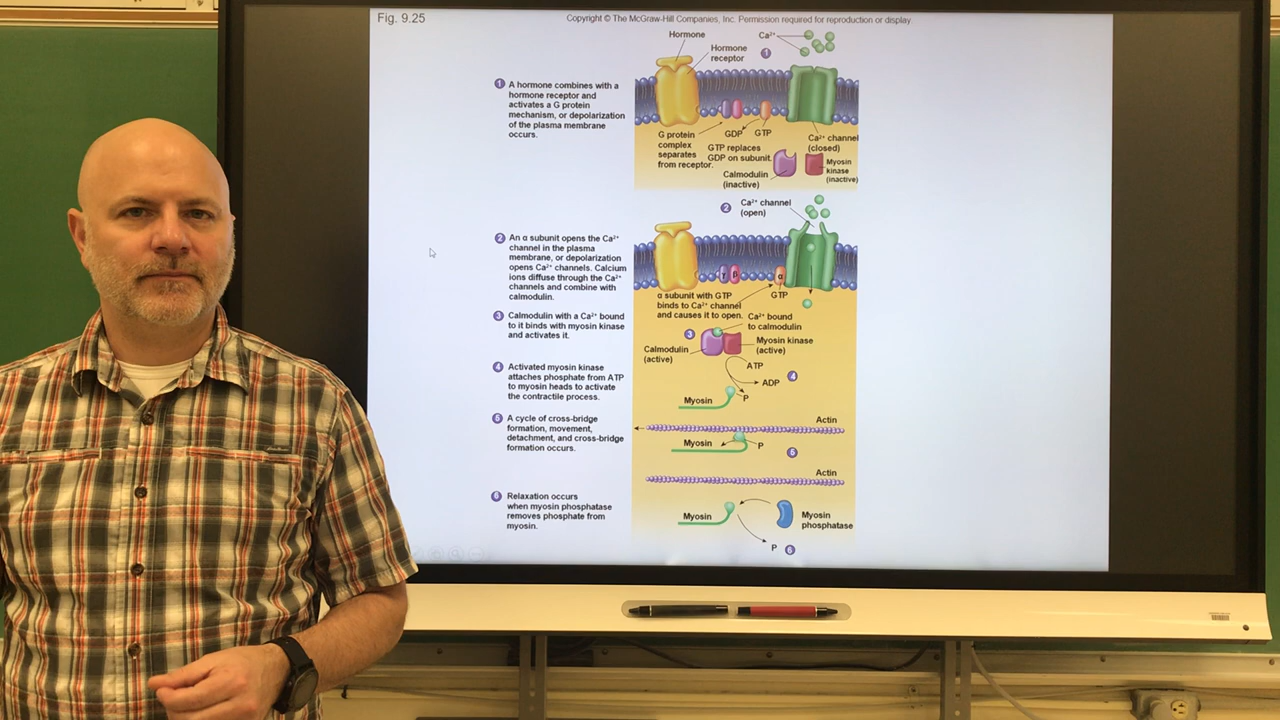 Fig. 9.25
Copyright © The McGraw-Hill Companies, Inc. Permission required for reproduction or display.
Hormone
Hormone
receptor
Ca²⁺
1
1 A hormone combines with a
hormone receptor and
activates a G protein
mechanism, or depolarization
of the plasma membrane
occurs.
G protein
complex
separates
from receptor.
GDP
GTP
GTP replaces
GDP on subunit.
Ca²⁺ channel
(closed)
Calmodulin
(inactive)
Myosin
kinase
(inactive)
2
Ca²⁺ channel
(open)
2 An α subunit opens the Ca²⁺
channel in the plasma
membrane, or depolarization
opens Ca²⁺ channels. Calcium
ions diffuse through the Ca²⁺
channels and combine with
calmodulin.
γ β
α
GTP
α subunit with GTP
binds to Ca²⁺ channel
and causes it to open.
3 Calmodulin with a Ca²⁺ bound
to it binds with myosin kinase
and activates it.
Ca²⁺ bound
to calmodulin
3
Calmodulin
(active)
Myosin kinase
(active)
4 Activated myosin kinase
attaches phosphate from ATP
to myosin heads to activate
the contractile process.
ATP
ADP
4
P
Myosin
5 A cycle of cross-bridge
formation, movement,
detachment, and cross-bridge
formation occurs.
Actin
Myosin
P
5
Actin
6 Relaxation occurs
when myosin phosphatase
removes phosphate from
myosin.
Myosin
Myosin
phosphatase
P
6